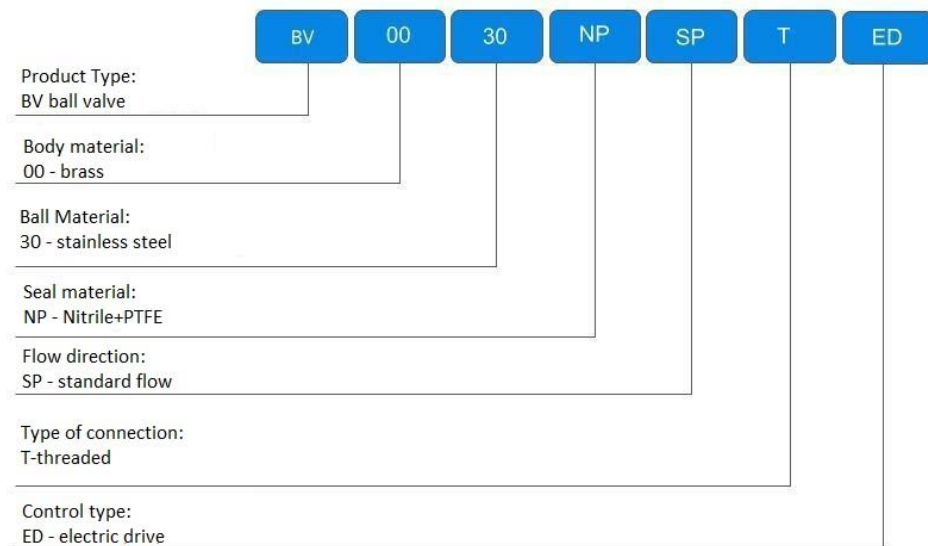 BV 00 30 NP SP T ED
Product Type:
BV ball valve
Body material:
00 - brass
Ball Material:
30 - stainless steel
Seal material:
NP - Nitrile+PTFE
Flow direction:
SP - standard flow
Type of connection:
T-threaded
Control type:
ED - electric drive